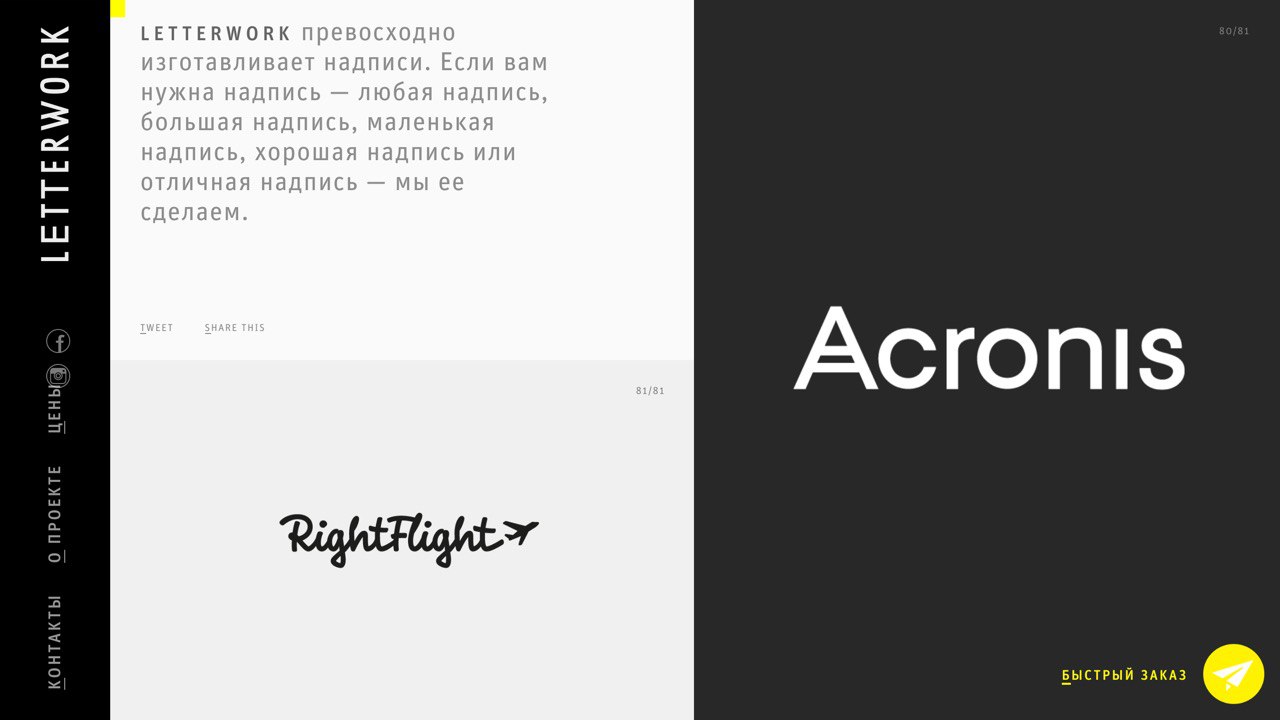 LETTERWORK
ЦЕНЫ
О ПРОЕКТЕ
КОНТАКТЫ
LETTERWORK превосходно
изготавливает надписи. Если вам
нужна надпись — любая надпись,
большая надпись, маленькая
надпись, хорошая надпись или
отличная надпись — мы ее
сделаем.
TWEET SHARE THIS
81/81
RightFlight
80/81
Acronis
БЫСТРЫЙ ЗАКАЗ